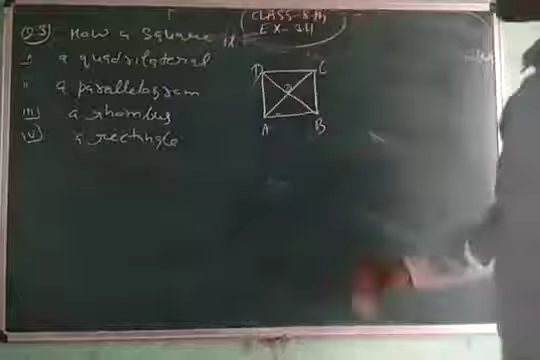 Q.3) How a square is
CLASS-8th
EX-3.4
i a quadrilateral
ii a parallelogram
iii) a rhombus
iv) a rectangle
D C
O
A B